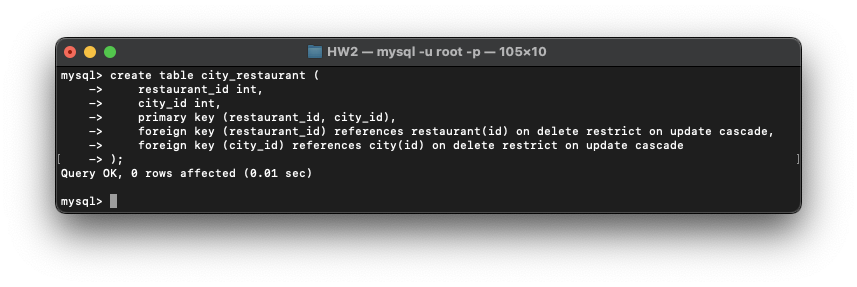 HW2 — mysql -u root -p — 105×10
mysql> create table city_restaurant (
    ->     restaurant_id int,
    ->     city_id int,
    ->     primary key (restaurant_id, city_id),
    ->     foreign key (restaurant_id) references restaurant(id) on delete restrict on update cascade,
    ->     foreign key (city_id) references city(id) on delete restrict on update cascade
[    -> ); ]
Query OK, 0 rows affected (0.01 sec)
mysql>